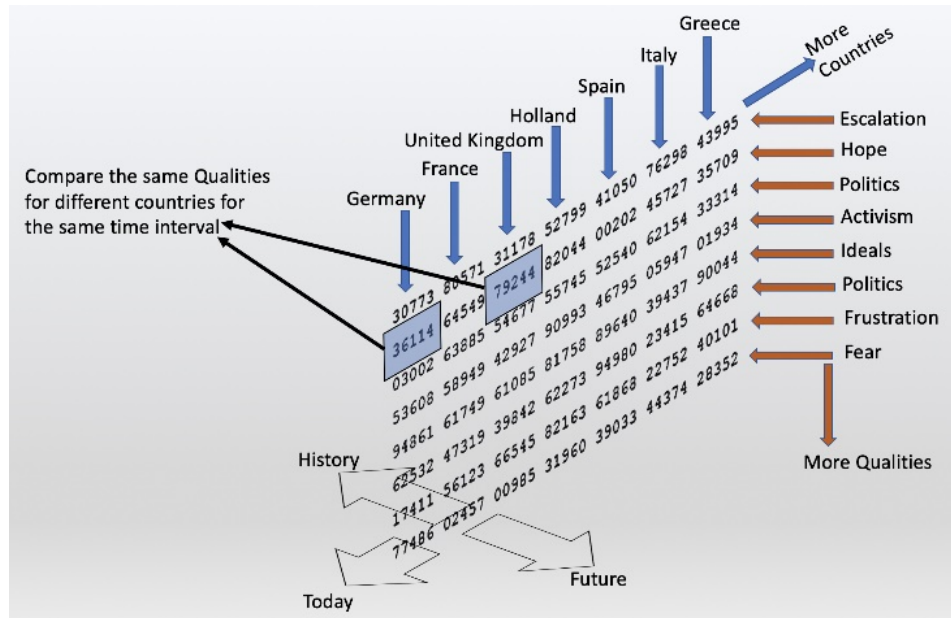 Greece
More
Countries
Italy
Spain
Holland
United Kingdom
France
Germany
Compare the same Qualities
for different countries for
the same time interval
30773 80571 31178 52799 41050 76298 43995
36114 64549 79244 82044 00202 45727 35709
03002 63885 54677 55745 52540 62154 33314
53608 58949 42927 90993 46795 05947 01934
94861 61749 61085 81758 89640 39437 90044
62532 47319 39842 62273 94980 23415 64668
17411 56123 66545 82163 61868 22752 40101
77486 02457 00985 31960 39033 44374 28352
Escalation
Hope
Politics
Activism
Ideals
Politics
Frustration
Fear
More Qualities
History
Future
Today